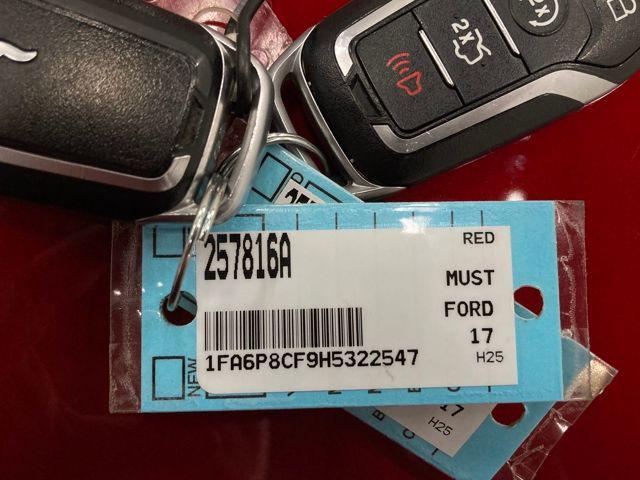 2x
257816A
RED
MUST
FORD
17
1FA6P8CF9H5322547
H25
NEW
17
H25